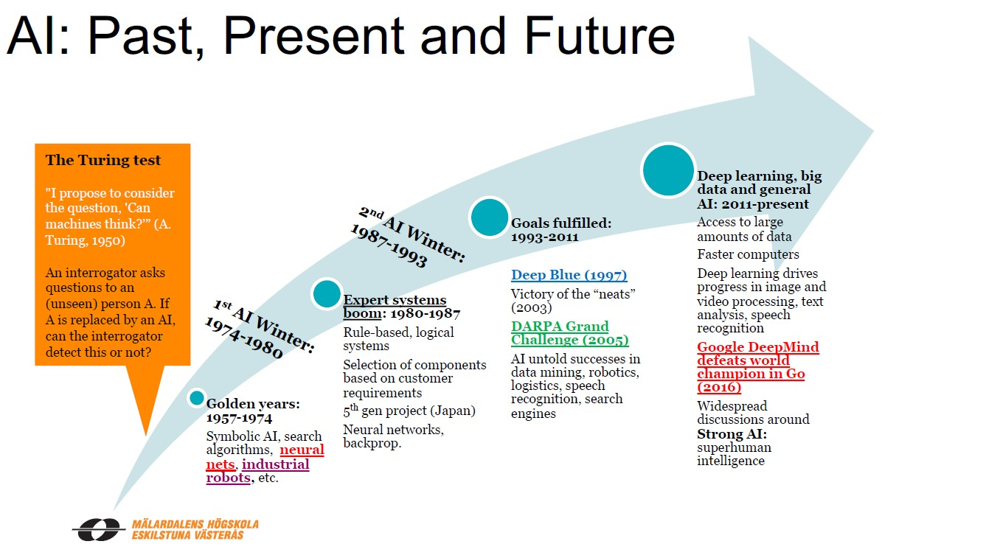 AI: Past, Present and Future
The Turing test
"I propose to consider
the question, 'Can
machines think?'” (A.
Turing, 1950)
An interrogator asks
questions to an
(unseen) person A. If
A is replaced by an AI,
can the interrogator
detect this or not?
Golden years:
1957-1974
Symbolic AI, search
algorithms, neural
nets, industrial
robots, etc.
1st AI Winter:
1974-1980
Expert systems
boom: 1980-1987
Rule-based, logical
systems
Selection of components
based on customer
requirements
5th gen project (Japan)
Neural networks,
backprop.
2nd AI Winter:
1987-1993
Goals fulfilled:
1993-2011
Deep Blue (1997)
Victory of the “neats”
(2003)
DARPA Grand
Challenge (2005)
AI untold successes in
data mining, robotics,
logistics, speech
recognition, search
engines
Deep learning, big
data and general
AI: 2011-present
Access to large
amounts of data
Faster computers
Deep learning drives
progress in image and
video processing, text
analysis, speech
recognition
Google DeepMind
defeats world
champion in Go
(2016)
Widespread
discussions around
Strong AI:
superhuman
intelligence
MÄLARDALENS HÖGSKOLA
ESKILSTUNA VÄSTERÅS